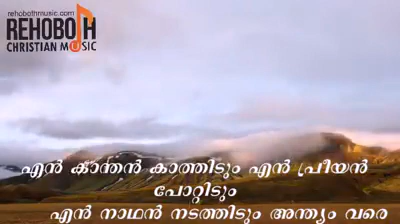 rehobothmusic.com
REHOBOTH
CHRISTIAN MUSIC
എൻ കാന്തൻ കാത്തിടും എൻ പ്രീയൻ
പോറ്റിടും
എൻ നാഥൻ നടത്തിടും അന്ത്യം വരെ